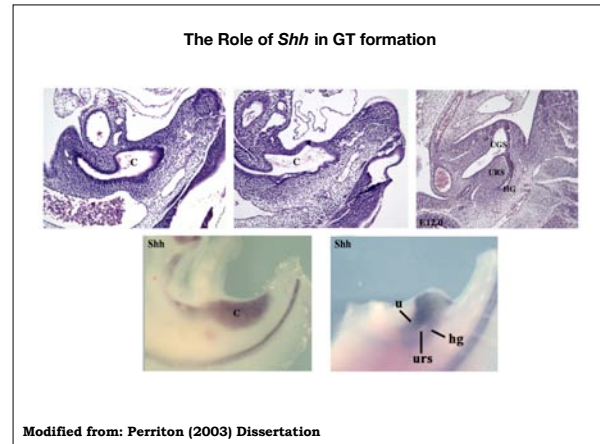 The Role of Shh in GT formation
C
C
UGS
URS
HG
E12.0
Shh
C
Shh
u
hg
urs
Modified from: Perriton (2003) Dissertation